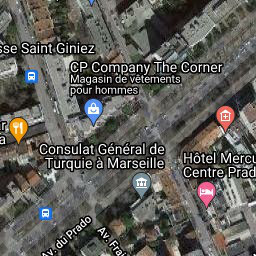 sse Saint Giniez
CP Company The Corner
Magasin de vêtements
pour hommes
ar
a
Consulat Général de
Turquie à Marseille
Hôtel Mercu
Centre Prad
Av. du Prado
Av. Fra